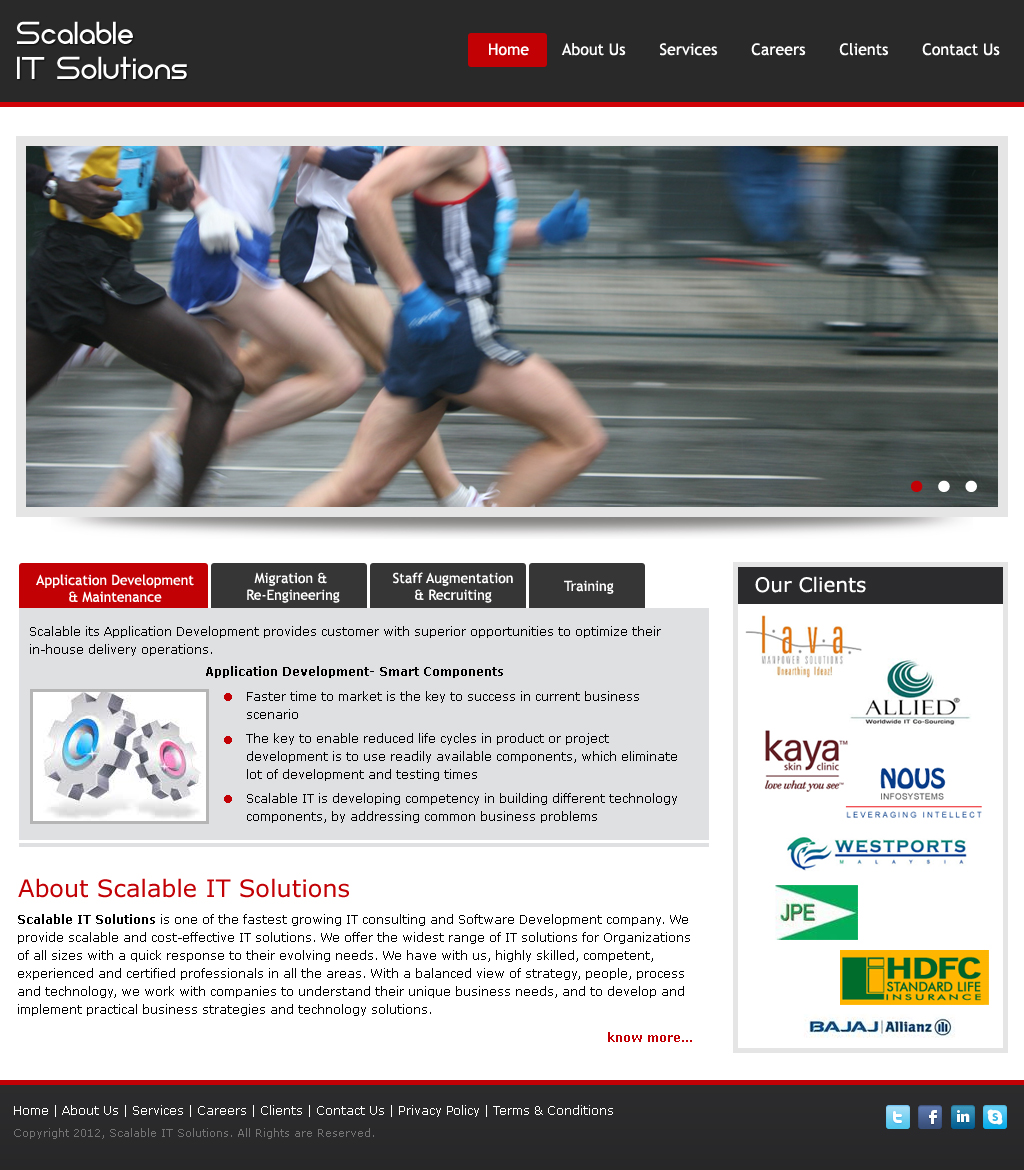 Scalable
IT Solutions
Home About Us Services Careers Clients Contact Us
Application Development
& Maintenance
Migration &
Re-Engineering
Staff Augmentation
& Recruiting
Training
Scalable its Application Development provides customer with superior opportunities to optimize their
in-house delivery operations.
Application Development- Smart Components
Faster time to market is the key to success in current business
scenario
The key to enable reduced life cycles in product or project
development is to use readily available components, which eliminate
lot of development and testing times
Scalable IT is developing competency in building different technology
components, by addressing common business problems
About Scalable IT Solutions
Scalable IT Solutions is one of the fastest growing IT consulting and Software Development company. We
provide scalable and cost-effective IT solutions. We offer the widest range of IT solutions for Organizations
of all sizes with a quick response to their evolving needs. We have with us, highly skilled, competent,
experienced and certified professionals in all the areas. With a balanced view of strategy, people, process
and technology, we work with companies to understand their unique business needs, and to develop and
implement practical business strategies and technology solutions.
know more...
Our Clients
l.a.v.a.
MANPOWER SOLUTIONS
Unearthing Ideaz!
ALLIED®
Worldwide IT Co-Sourcing
kaya™
skin clinic
love what you see™
NOUS
INFOSYSTEMS
LEVERAGING INTELLECT
WESTPORTS
MALAYSIA
JPE
HDFC
STANDARD LIFE
INSURANCE
BAJAJ | Allianz
Home | About Us | Services | Careers | Clients | Contact Us | Privacy Policy | Terms & Conditions
Copyright 2012, Scalable IT Solutions. All Rights are Reserved.